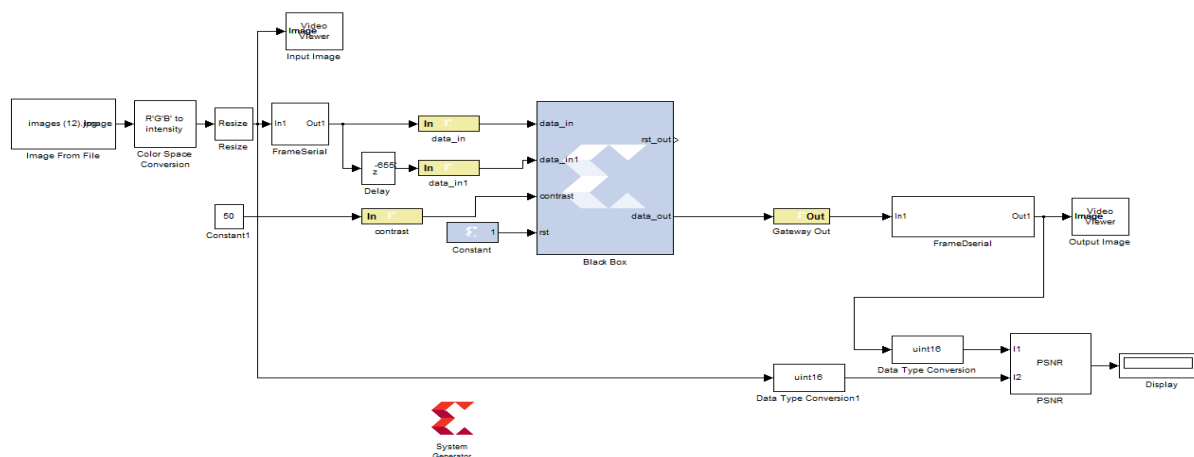 Video
Viewer
Image
Input Image
images (12).jpg
Image
Image From File
R'G'B' to
intensity
Color Space
Conversion
Resize
Resize
In1
Out1
FrameSerial
In
data_in
-655
z
Delay
In
data_in1
50
Constant1
In
contrast
1
Constant
data_in
data_in1
contrast
rst
rst_out
data_out
Black Box
Out
Gateway Out
In1
Out1
FrameDserial
Video
Viewer
Image
Output Image
uint16
Data Type Conversion
uint16
Data Type Conversion1
I1
I2
PSNR
PSNR
Display
System
Generator